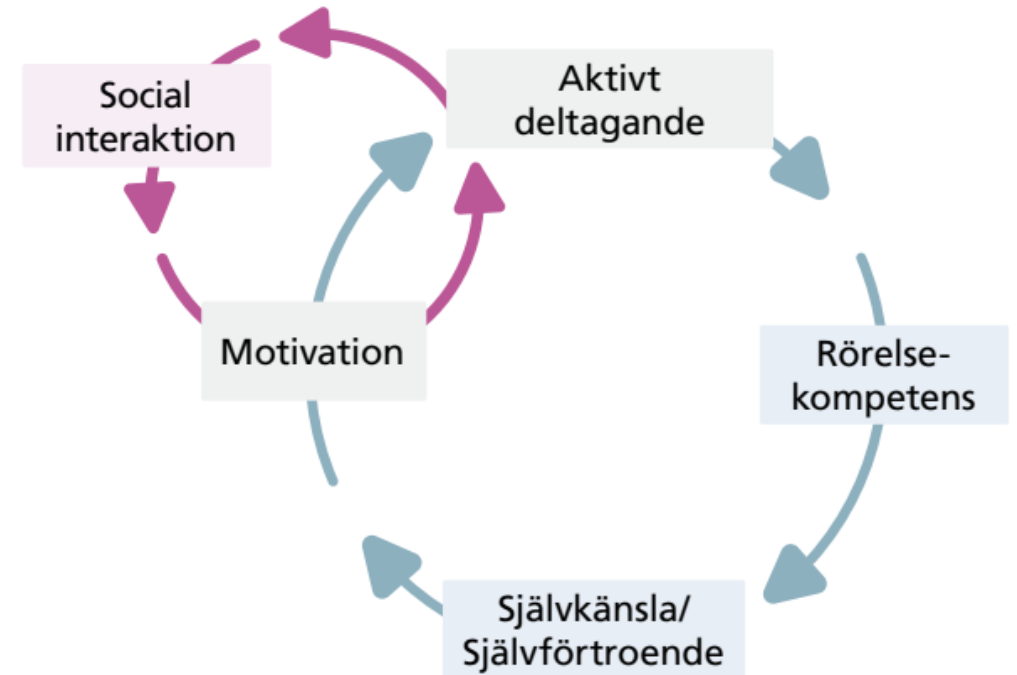 Social
interaktion
Aktivt
deltagande
Motivation
Rörelse-
kompetens
Självkänsla/
Självförtroende